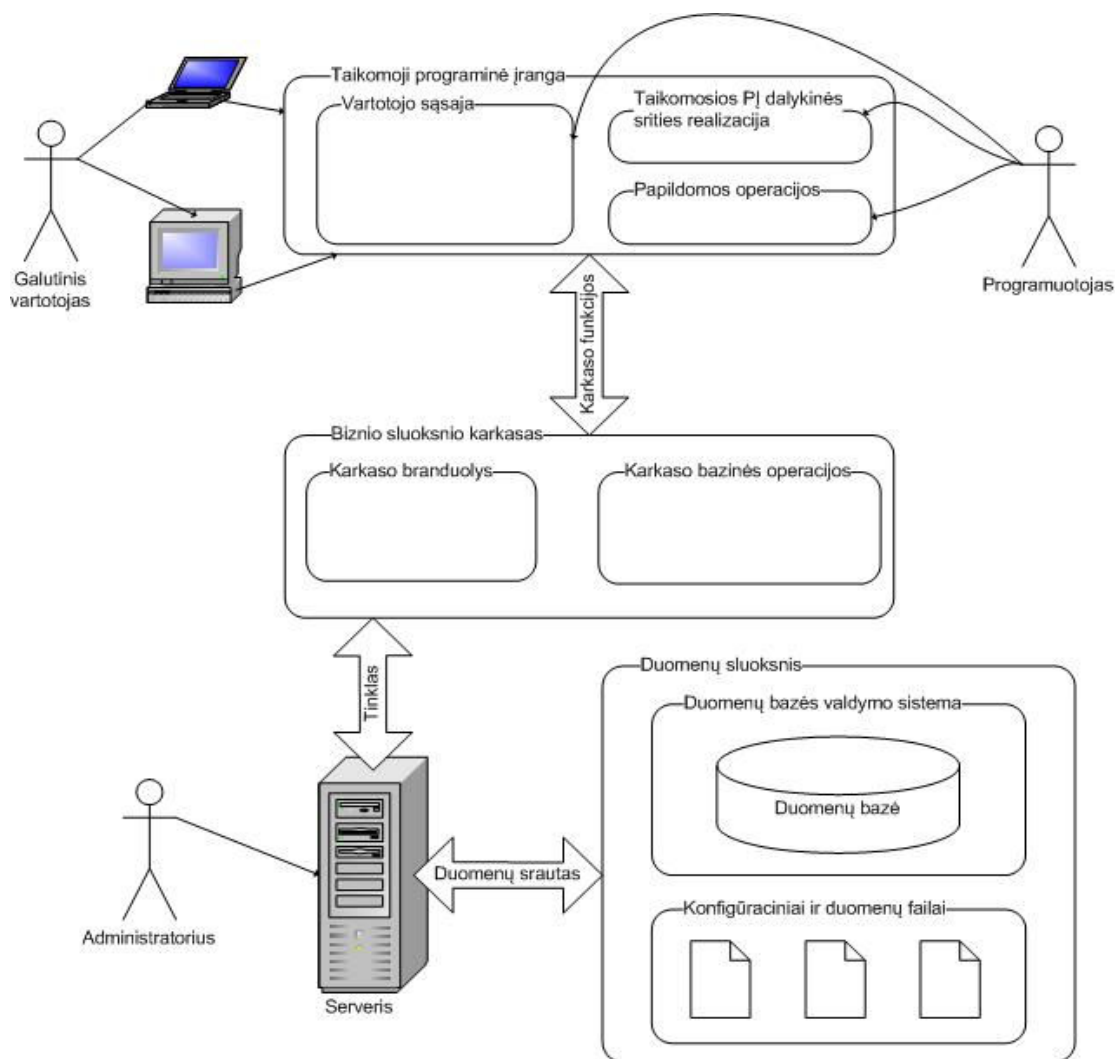 Taikomoji programinė įranga
Vartotojo sąsaja
Taikomosios PĮ dalykinės
srities realizacija
Papildomos operacijos
Galutinis
vartotojas
Programuotojas
Karkaso funkcijos
Biznio sluoksnio karkasas
Karkaso branduolys
Karkaso bazinės operacijos
Tinklas
Duomenų sluoksnis
Duomenų bazės valdymo sistema
Duomenų bazė
Duomenų srautas
Administratorius
Konfigūraciniai ir duomenų failai
Serveris